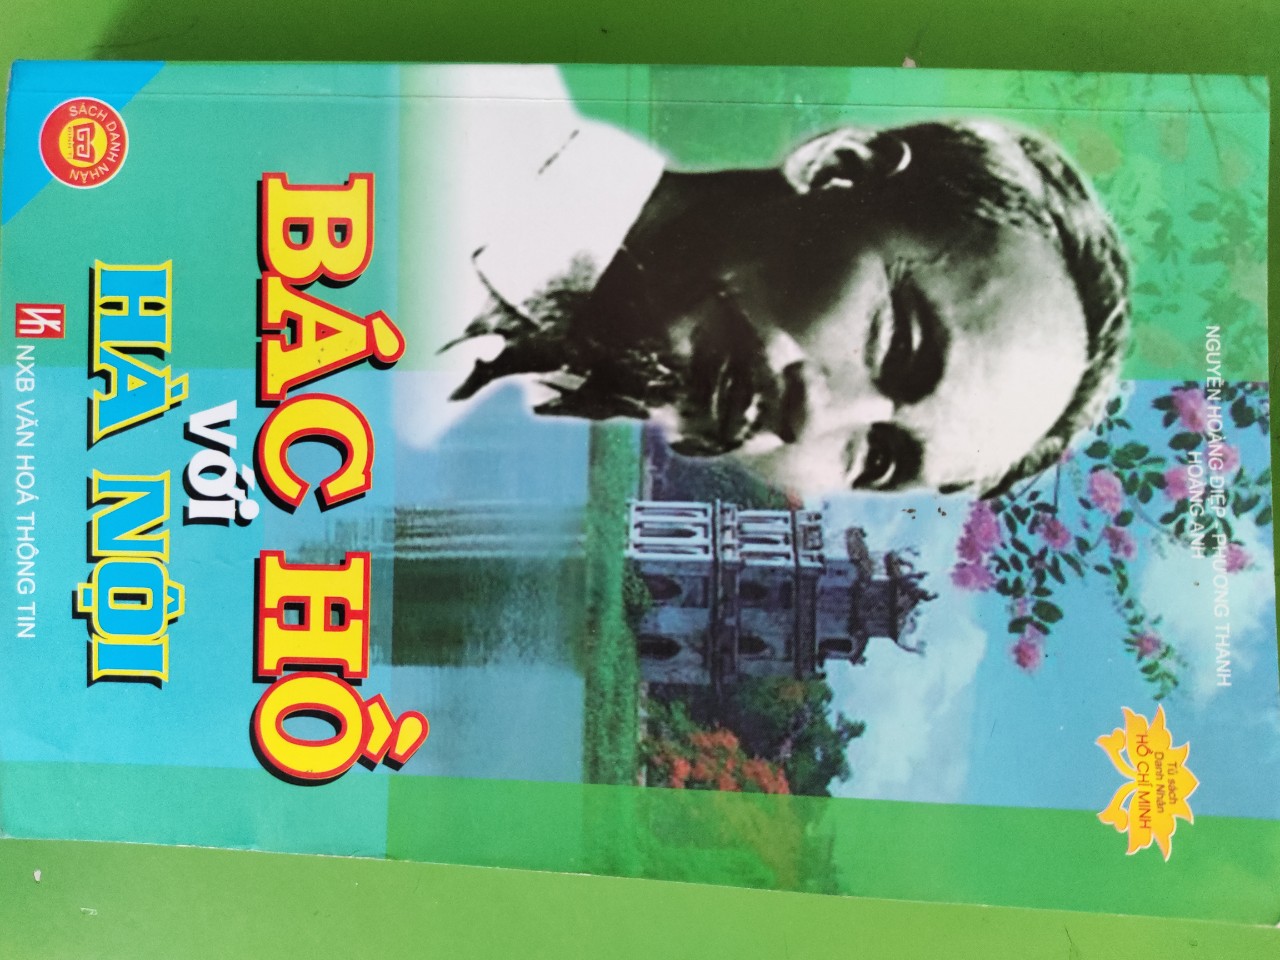 NGUYỄN HOÀNG DIỆP - PHƯƠNG THANH
HOÀNG ANH
Tủ sách
Danh Nhân
HỒ CHÍ MINH
BÁC HỒ
với
HÀ NỘI
SÁCH DANH NHÂN
NXB VĂN HOÁ THÔNG TIN